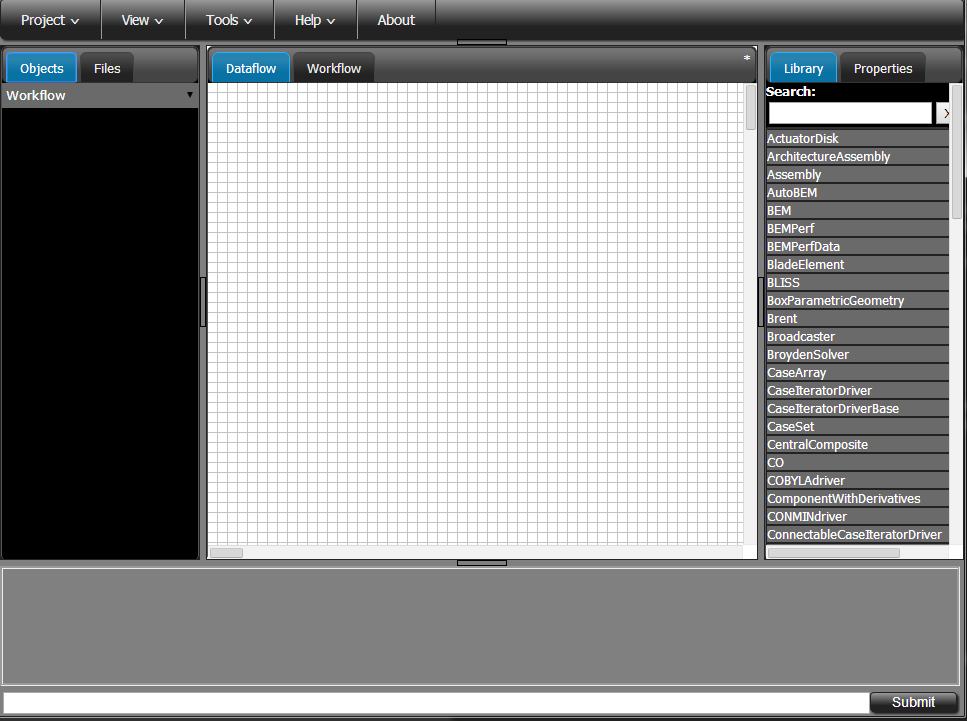 Project View Tools Help About
Objects Files
Workflow
Dataflow Workflow *
Library Properties
Search:
X
ActuatorDisk
ArchitectureAssembly
Assembly
AutoBEM
BEM
BEMPerf
BEMPerfData
BladeElement
BLISS
BoxParametricGeometry
Brent
Broadcaster
BroydenSolver
CaseArray
CaseIteratorDriver
CaseIteratorDriverBase
CaseSet
CentralComposite
CO
COBYLAdriver
ComponentWithDerivatives
CONMINdriver
ConnectableCaseIteratorDriver
Submit